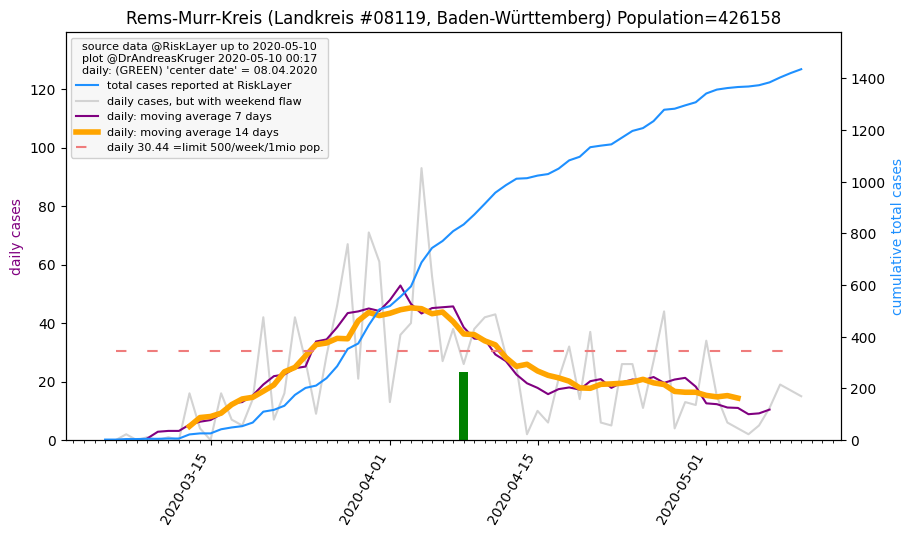 Rems-Murr-Kreis (Landkreis #08119, Baden-Württemberg) Population=426158
source data @RiskLayer up to 2020-05-10
plot @DrAndreasKruger 2020-05-10 00:17
daily: (GREEN) 'center date' = 08.04.2020
total cases reported at RiskLayer
daily cases, but with weekend flaw
daily: moving average 7 days
daily: moving average 14 days
daily 30.44 =limit 500/week/1mio pop.
daily cases
120
100
80
60
40
20
0
1400
1200
1000
800
600
400
200
0
cumulative total cases
2020-03-15
2020-04-01
2020-04-15
2020-05-01